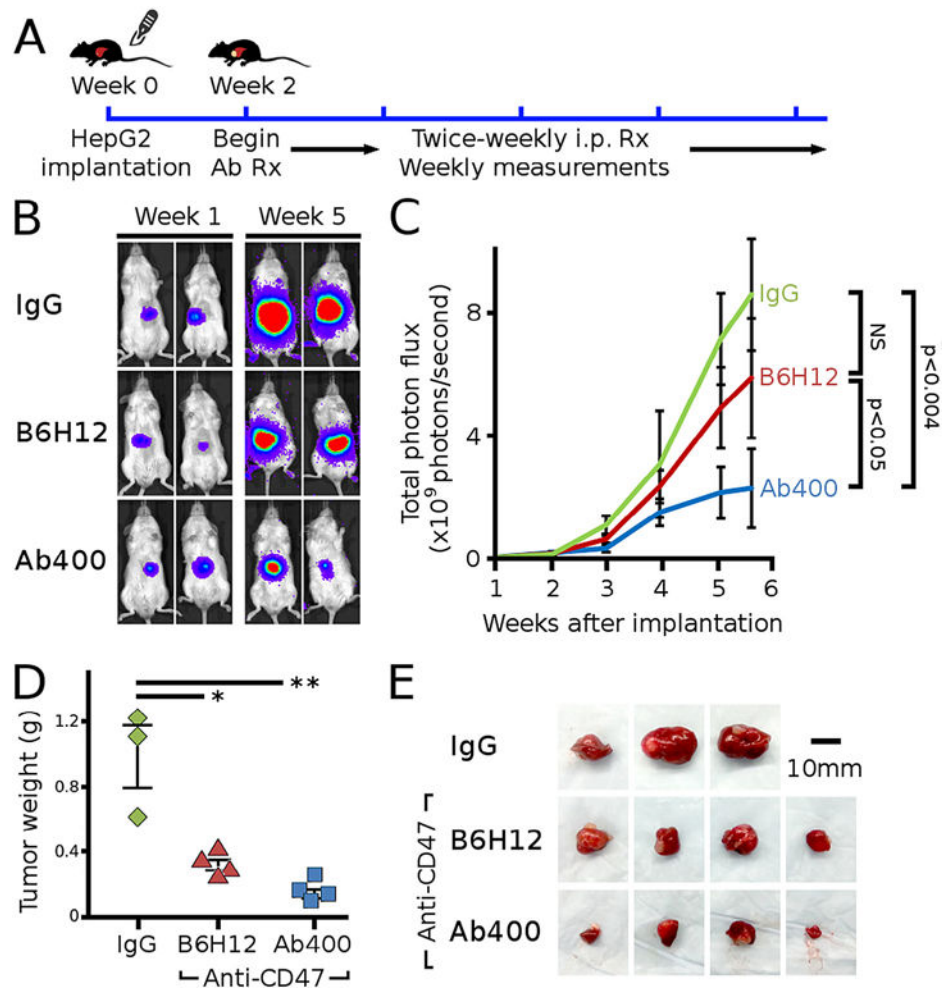 A
Week 0
Week 2
HepG2
implantation
Begin
Ab Rx
Twice-weekly i.p. Rx
Weekly measurements
B
Week 1
Week 5
IgG
B6H12
Ab400
C
Total photon flux
(x10⁹ photons/second)
8
4
0
IgG
B6H12
Ab400
NS
p<0.05
p<0.004
1 2 3 4 5 6
Weeks after implantation
D
Tumor weight (g)
1.2
0.8
0.4
0
*
**
IgG B6H12 Ab400
Anti-CD47
E
IgG
10mm
Anti-CD47
B6H12
Ab400